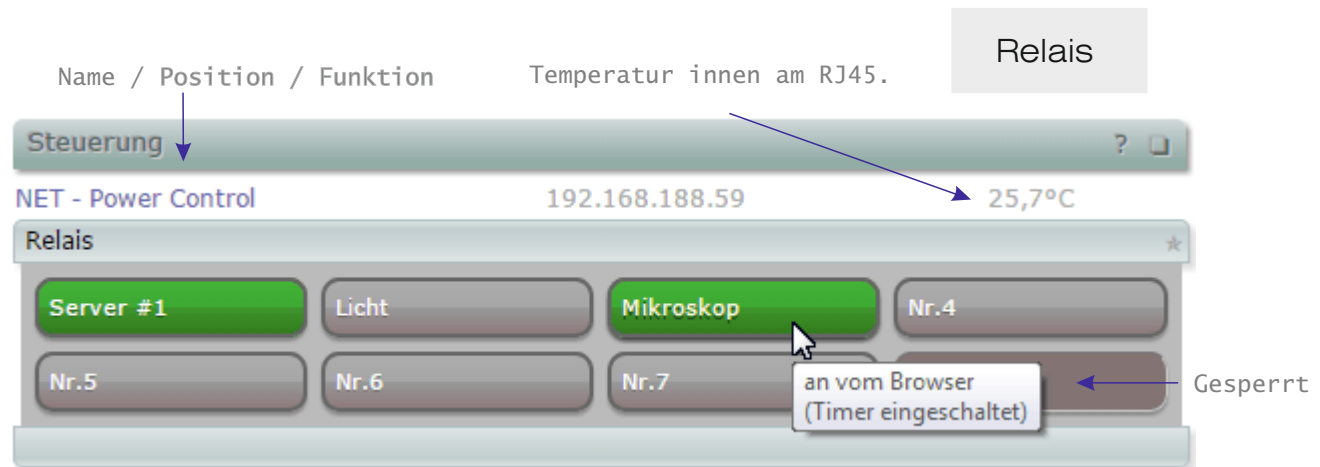 Relais
Name / Position / Funktion
Temperatur innen am RJ45.
Steuerung
?
NET - Power Control
192.168.188.59
25,7°C
Relais
Server #1
Licht
Mikroskop
Nr.4
Nr.5
Nr.6
Nr.7
an vom Browser
(Timer eingeschaltet)
Gesperrt